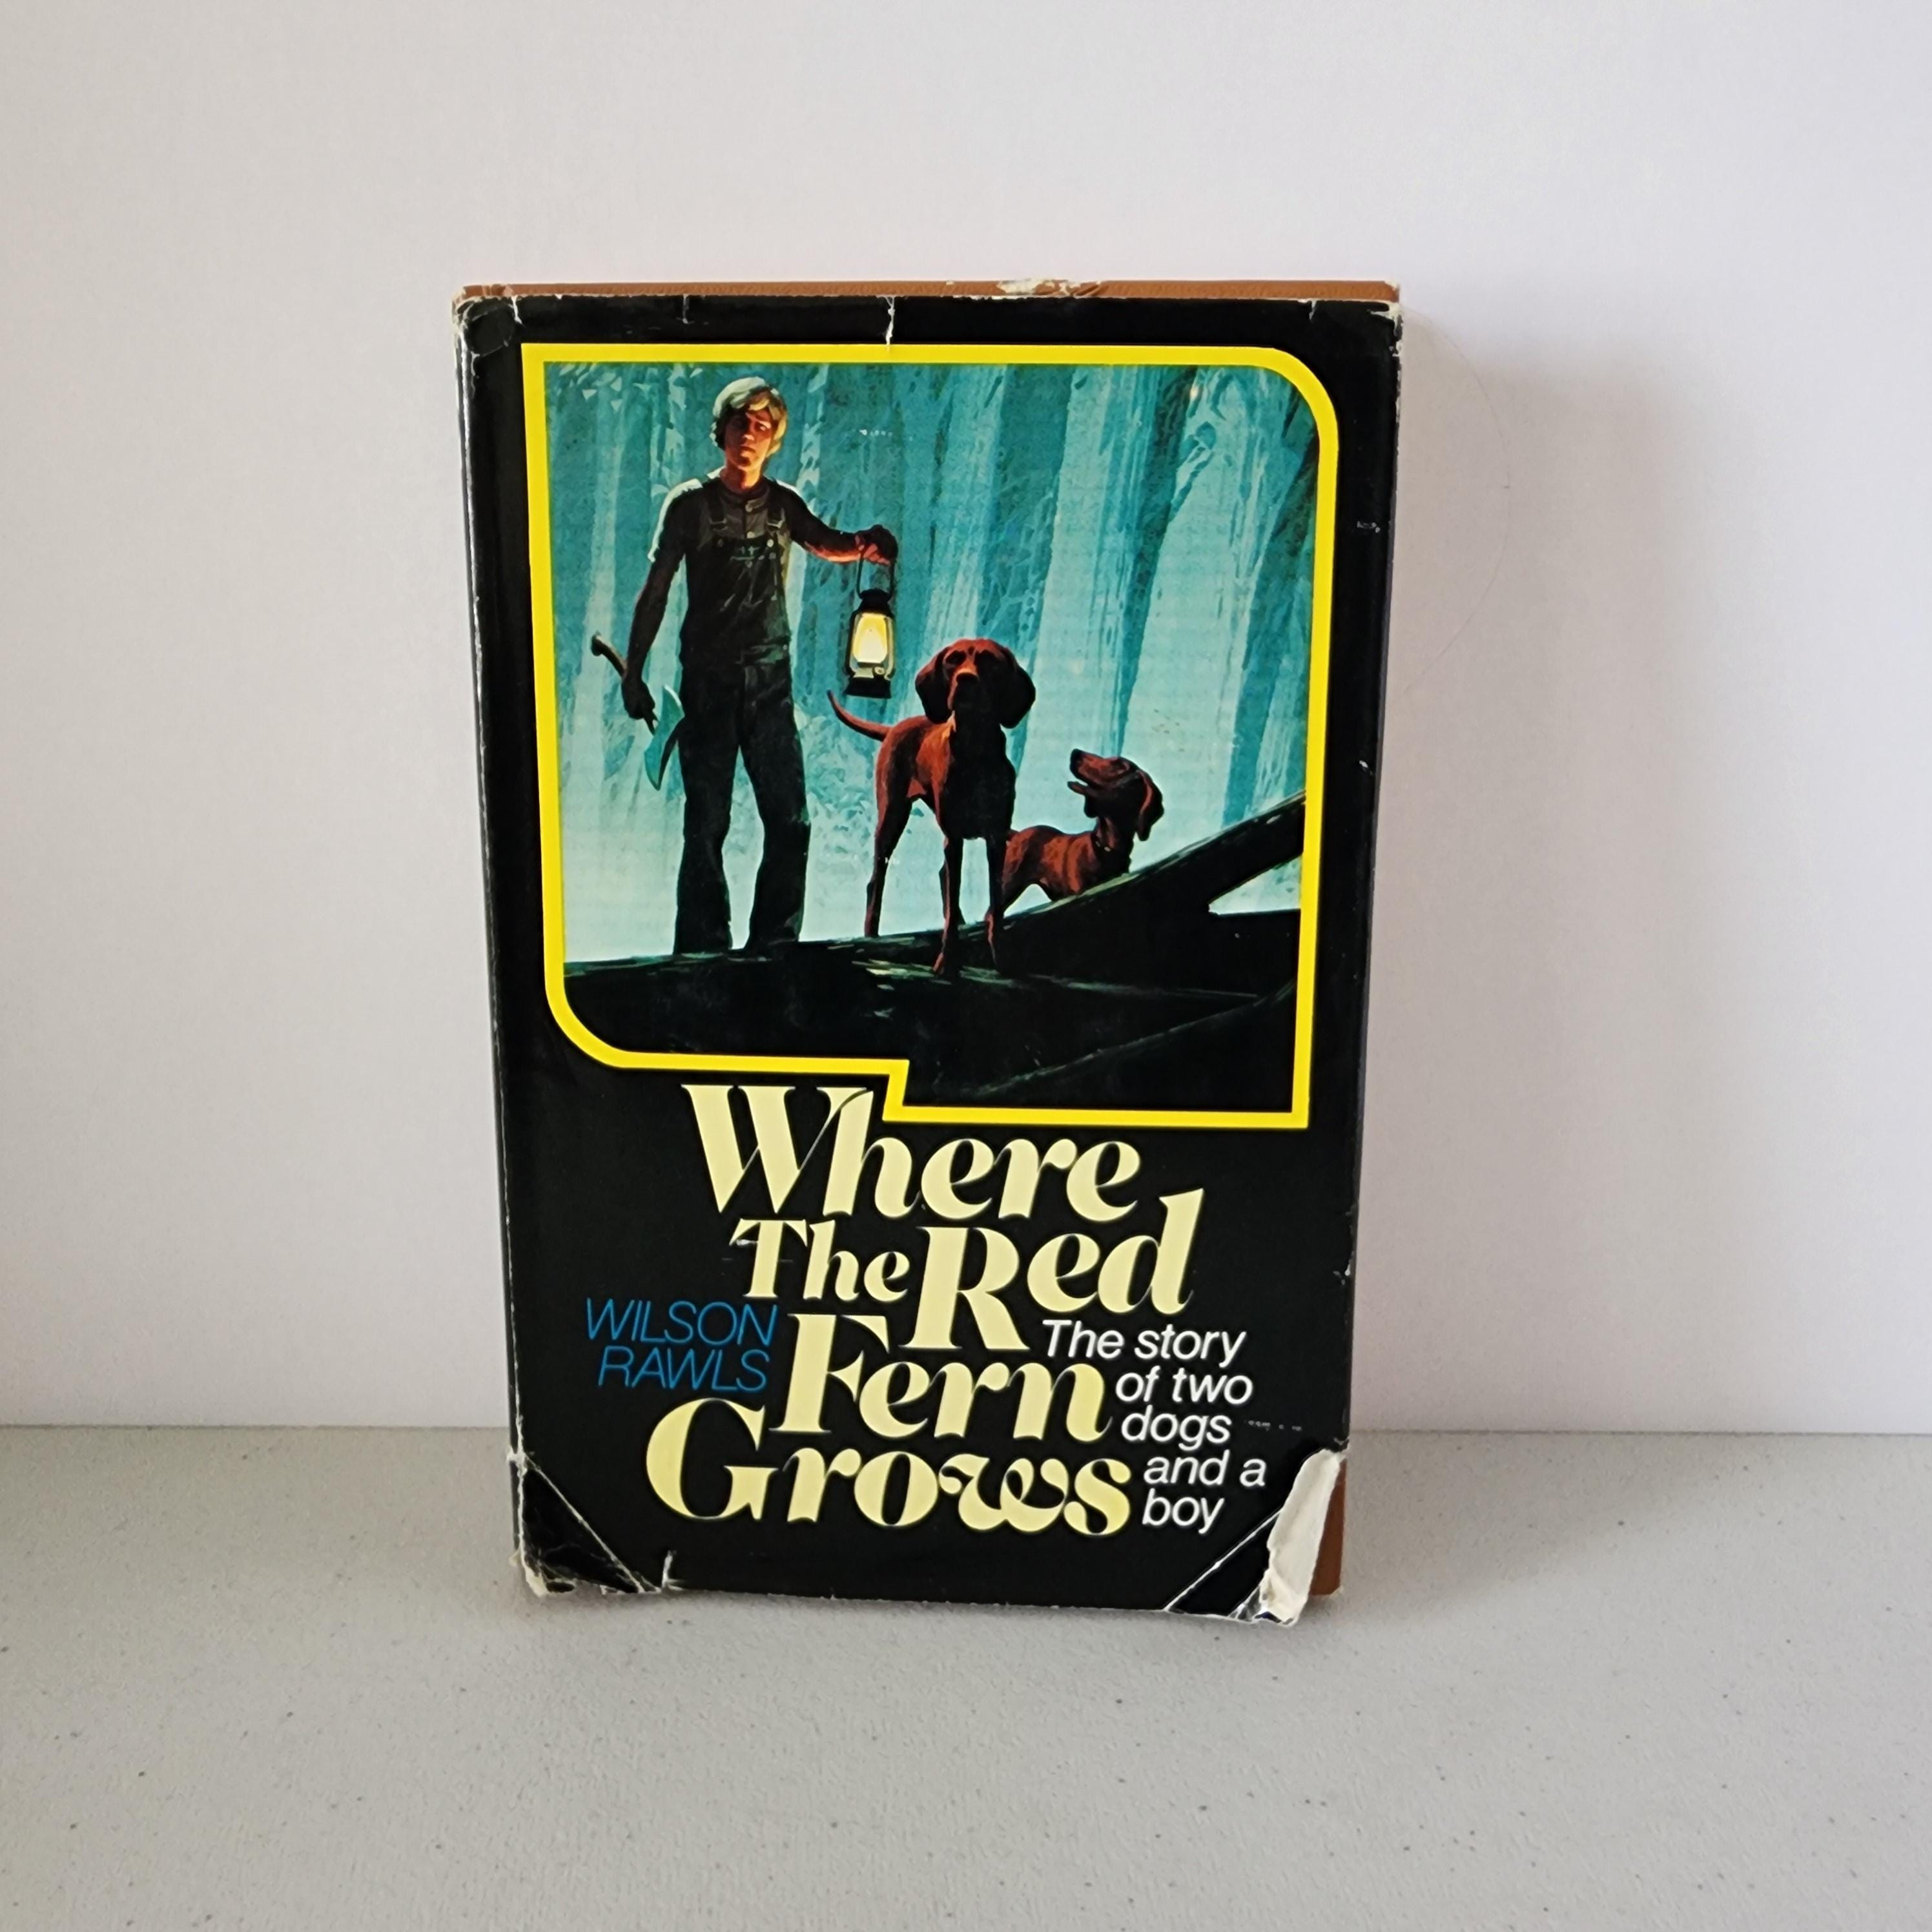 Where
The Red
Fern
Grows
WILSON
RAWLS
The story
of two
dogs
and a
boy